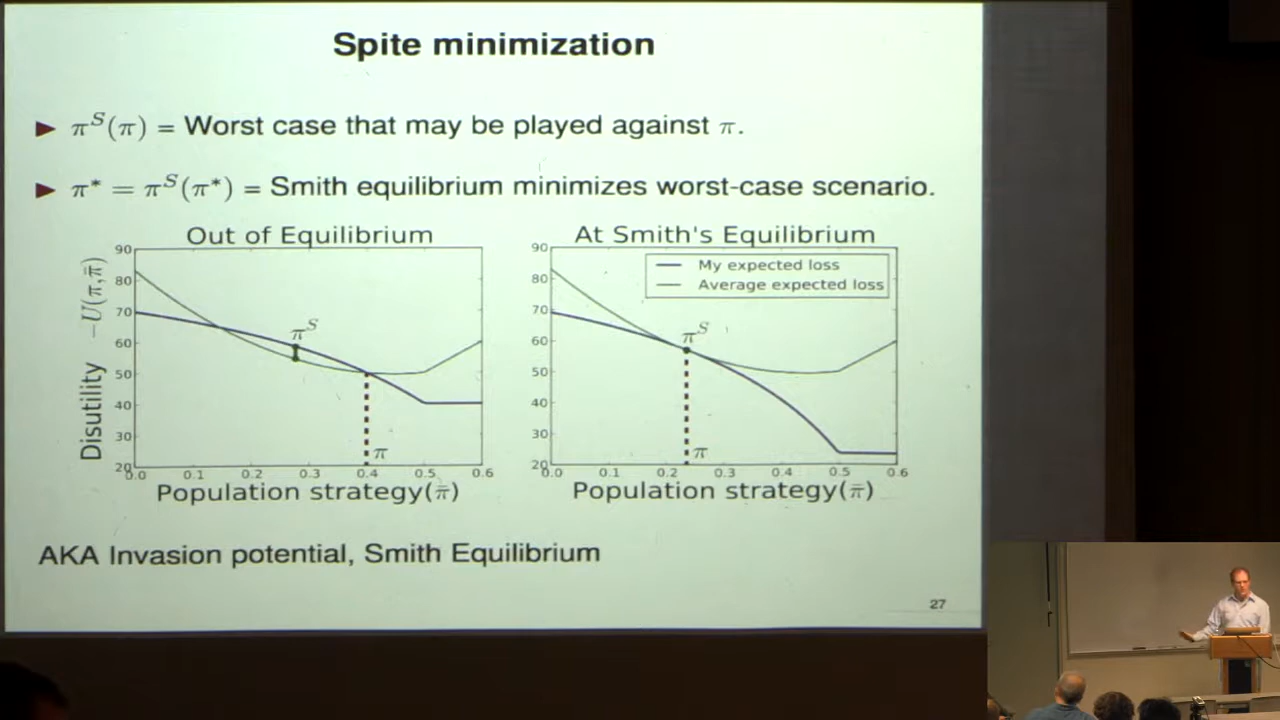 Spite minimization
► π^S(π) = Worst case that may be played against π.
► π* = π^S(π*) = Smith equilibrium minimizes worst-case scenario.
Out of Equilibrium
90
80
70
60
50
40
30
20
Disutility −U(π,π̄)
π^S
π
0.0 0.1 0.2 0.3 0.4 0.5 0.6
Population strategy(π̄)
At Smith's Equilibrium
90
80
70
60
50
40
30
20
My expected loss
Average expected loss
π^S
π
0.0 0.1 0.2 0.3 0.4 0.5 0.6
Population strategy(π̄)
AKA Invasion potential, Smith Equilibrium
27